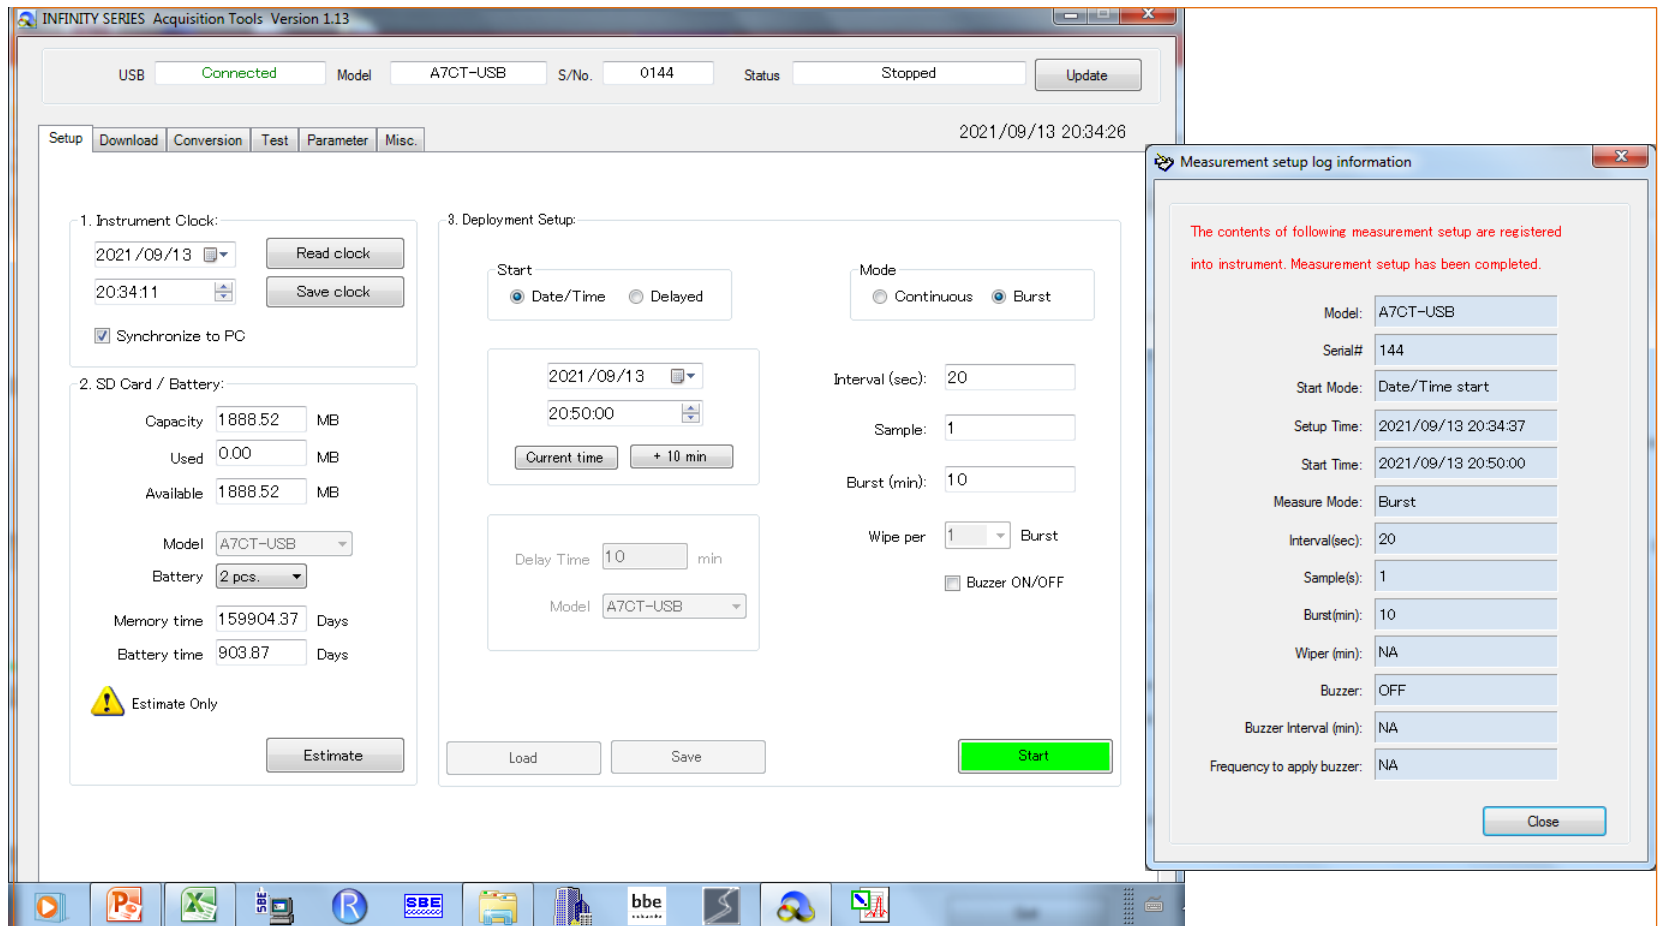 INFINITY SERIES  Acquisition Tools  Version 1.13
USB Connected Model A7CT-USB S/No. 0144 Status Stopped Update
Setup Download Conversion Test Parameter Misc.
2021/09/13 20:34:26
1. Instrument Clock:
2021/09/13
Read clock
20:34:11
Save clock
Synchronize to PC
2. SD Card / Battery:
Capacity 1888.52 MB
Used 0.00 MB
Available 1888.52 MB
Model A7CT-USB
Battery 2 pcs.
Memory time 159904.37 Days
Battery time 903.87 Days
Estimate Only
Estimate
3. Deployment Setup:
Start
Date/Time Delayed
2021/09/13
20:50:00
Current time + 10 min
Delay Time 10 min
Model A7CT-USB
Mode
Continuous Burst
Interval (sec): 20
Sample: 1
Burst (min): 10
Wipe per 1 Burst
Buzzer ON/OFF
Load Save Start
Measurement setup log information
The contents of following measurement setup are registered
into instrument. Measurement setup has been completed.
Model: A7CT-USB
Serial# 144
Start Mode: Date/Time start
Setup Time: 2021/09/13 20:34:37
Start Time: 2021/09/13 20:50:00
Measure Mode: Burst
Interval(sec): 20
Sample(s): 1
Burst(min): 10
Wiper (min): NA
Buzzer: OFF
Buzzer Interval (min): NA
Frequency to apply buzzer: NA
Close
SBE
R
SBE
bbe